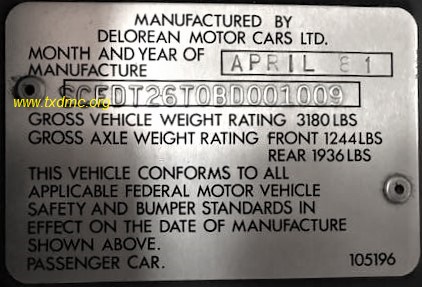 MANUFACTURED BY
DELOREAN MOTOR CARS LTD.
MONTH AND YEAR OF
MANUFACTURE APRIL 81
SCEDT26T0BD001009
www.txdmc.org
GROSS VEHICLE WEIGHT RATING 3180 LBS
GROSS AXLE WEIGHT RATING FRONT 1244 LBS
REAR 1936 LBS
THIS VEHICLE CONFORMS TO ALL
APPLICABLE FEDERAL MOTOR VEHICLE
SAFETY AND BUMPER STANDARDS IN
EFFECT ON THE DATE OF MANUFACTURE
SHOWN ABOVE.
PASSENGER CAR. 105196